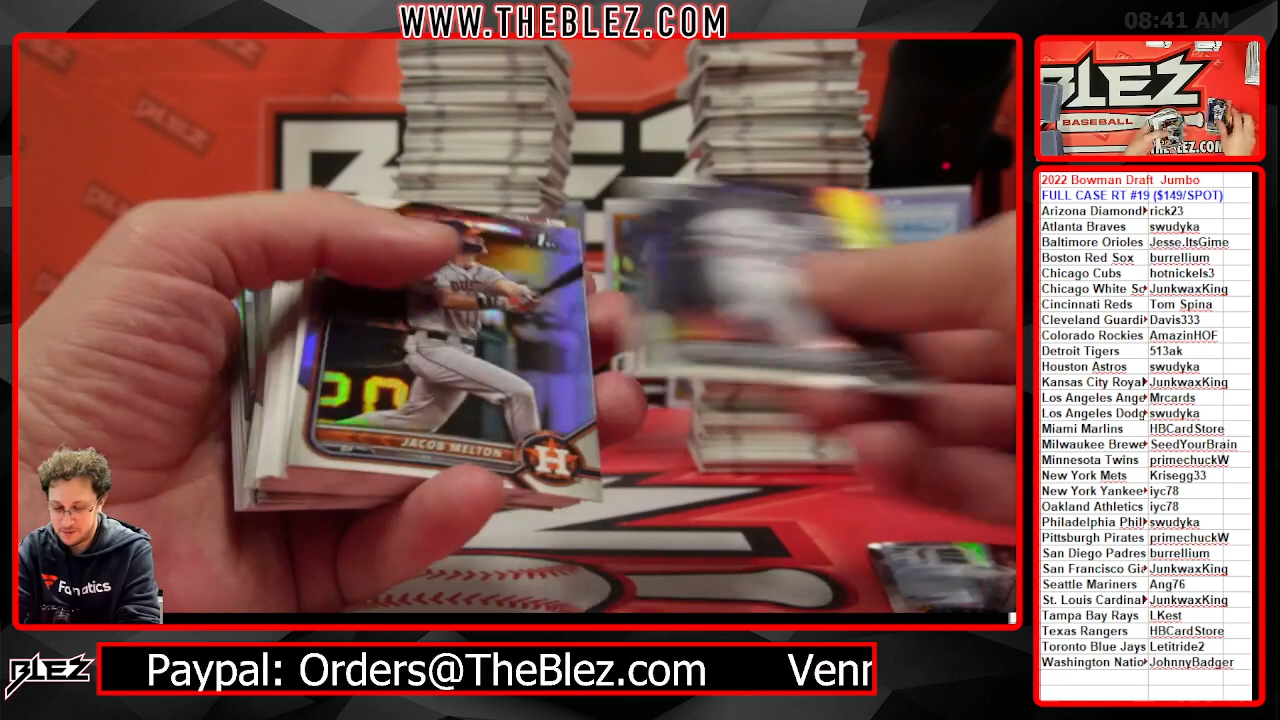 WWW.THEBLEZ.COM
08:41 AM
BLEZ
BASEBALL
THEBLEZ.COM
2022 Bowman Draft Jumbo
FULL CASE RT #19 ($149/SPOT)
Arizona Diamond rick23
Atlanta Braves swudyka
Baltimore Orioles Jesse.ItsGime
Boston Red Sox burrellium
Chicago Cubs hotnickels3
Chicago White So JunkwaxKing
Cincinnati Reds Tom Spina
Cleveland Guardi Davis333
Colorado Rockies AmazinHOF
Detroit Tigers 513ak
Houston Astros swudyka
Kansas City Roya JunkwaxKing
Los Angeles Ange Mrcards
Los Angeles Dodg swudyka
Miami Marlins HBCardStore
Milwaukee Brewe SeedYourBrain
Minnesota Twins primechuckW
New York Mets Krisegg33
New York Yankee iyc78
Oakland Athletics iyc78
Philadelphia Phil swudyka
Pittsburgh Pirates primechuckW
San Diego Padres burrellium
San Francisco Gi JunkwaxKing
Seattle Mariners Ang76
St. Louis Cardina JunkwaxKing
Tampa Bay Rays LKest
Texas Rangers HBCardStore
Toronto Blue Jays Letitride2
Washington Natio JohnnyBadger
20
JACOB MELTON
H
Fanatics
BLEZ
Paypal: Orders@TheBlez.com Venr